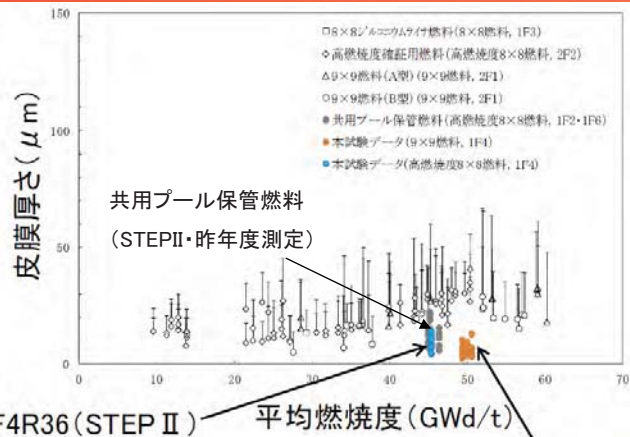 150
100
50
0
皮膜厚さ(μm)
□8×8ジルコニウムライナ燃料(8×8燃料, 1F3)
◇高燃焼度確証用燃料(高燃焼度8×8燃料, 2F2)
△9×9燃料(A型)(9×9燃料, 2F1)
○9×9燃料(B型)(9×9燃料, 2F1)
●共用プール保管燃料(高燃焼度8×8燃料, 1F2・1F6)
●本試験データ(9×9燃料, 1F4)
●本試験データ(高燃焼度8×8燃料, 1F4)
共用プール保管燃料
(STEPII・昨年度測定)
0 10 20 30 40 50 60 70
F4R36(STEPⅡ)
平均燃焼度(GWd/t)